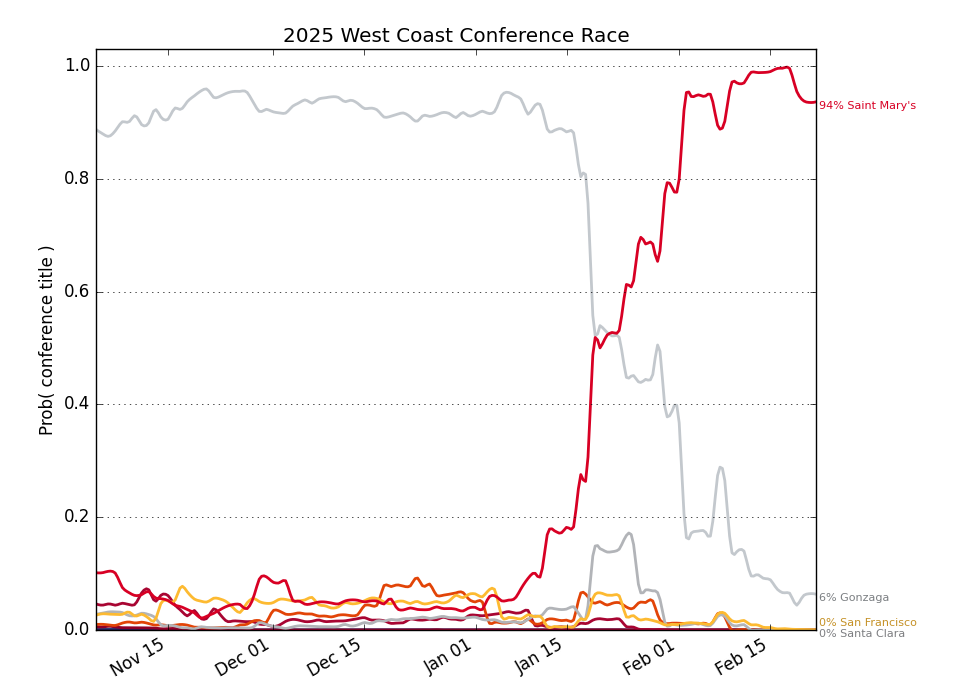 2025 West Coast Conference Race
Prob( conference title )
1.0
0.8
0.6
0.4
0.2
0.0
Nov 15
Dec 01
Dec 15
Jan 01
Jan 15
Feb 01
Feb 15
94% Saint Mary's
6% Gonzaga
0% San Francisco
0% Santa Clara